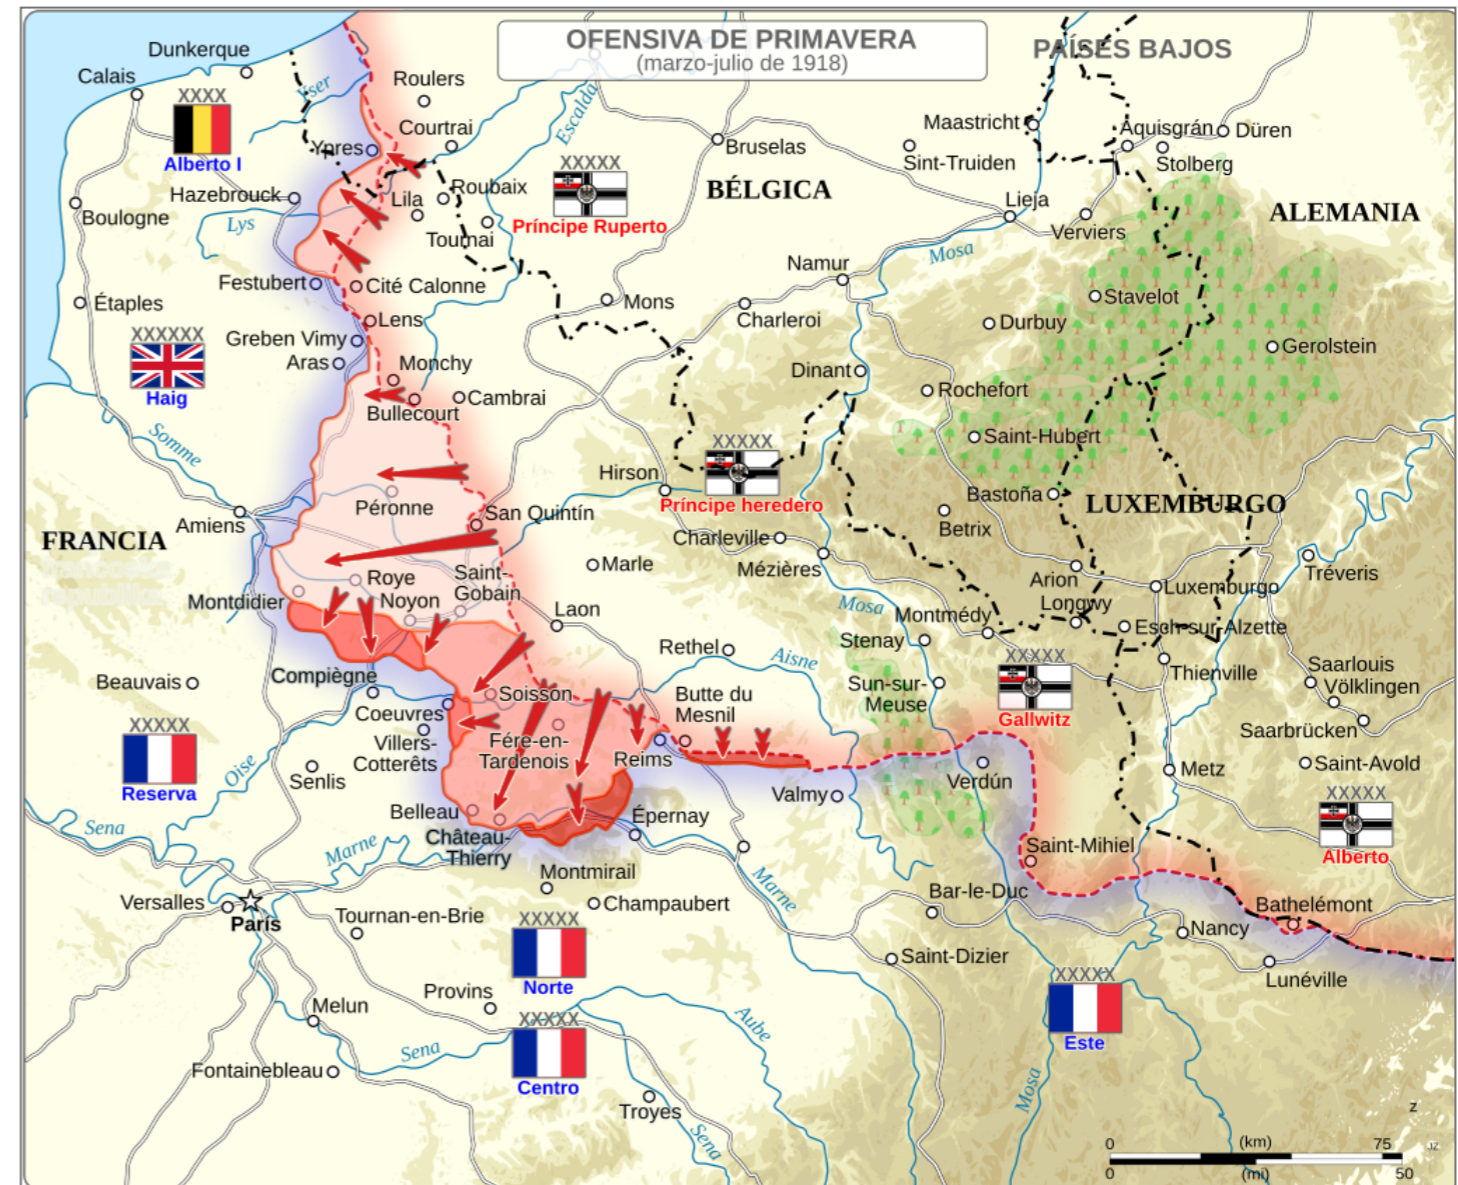 OFENSIVA DE PRIMAVERA
(marzo-julio de 1918)
PAÍSES BAJOS
Dunkerque
Calais
XXXX
Alberto I
Yser
Roulers
Courtrai
Escalda
Ypres
Hazebrouck
Boulogne
Lys
Lila
Roubaix
Tournai
XXXXX
Príncipe Ruperto
Bruselas
BÉLGICA
Maastricht
Sint-Truiden
Aquisgrán
Düren
Stolberg
ALEMANIA
Lieja
Verviers
Mosa
Namur
Festubert
Cité Calonne
Étaples
Mons
Charleroi
Stavelot
Durbuy
Gerolstein
Lens
Greben Vimy
Aras
XXXXXX
Haig
Monchy
Bullecourt
Cambrai
Dinant
Rochefort
Somme
Saint-Hubert
XXXXX
Príncipe heredero
Hirson
Bastoña
LUXEMBURGO
Betrix
Péronne
San Quintín
Amiens
FRANCIA
Charleville
Mézières
Marle
Roye
Noyon
Saint-
Gobain
Montdidier
Laon
Arion
Longwy
Luxemburgo
Tréveris
Mosa
Montmédy
Esch-sur-Alzette
Stenay
Rethel
Aisne
XXXXX
Gallwitz
Thienville
Saarlouis
Völklingen
Saarbrücken
Beauvais
Compiègne
Soisson
Butte du
Mesnil
Sun-sur-
Meuse
Coeuvres
Villers-
Cotterêts
Fére-en-
Tardenois
Reims
XXXXX
Reserva
Oise
Senlis
Verdún
Valmy
Metz
Saint-Avold
XXXXX
Alberto
Belleau
Château-
Thierry
Épernay
Sena
Marne
Saint-Mihiel
Montmirail
Marne
Bar-le-Duc
Versalles
París
Tournan-en-Brie
Champaubert
XXXXX
Norte
Bathelémont
Nancy
Saint-Dizier
Lunéville
Provins
Melun
XXXXX
Este
XXXXX
Centro
Aube
Sena
Fontainebleau
Troyes
Sena
Mosa
z
0
(km)
75
JZ
0
(mi)
50